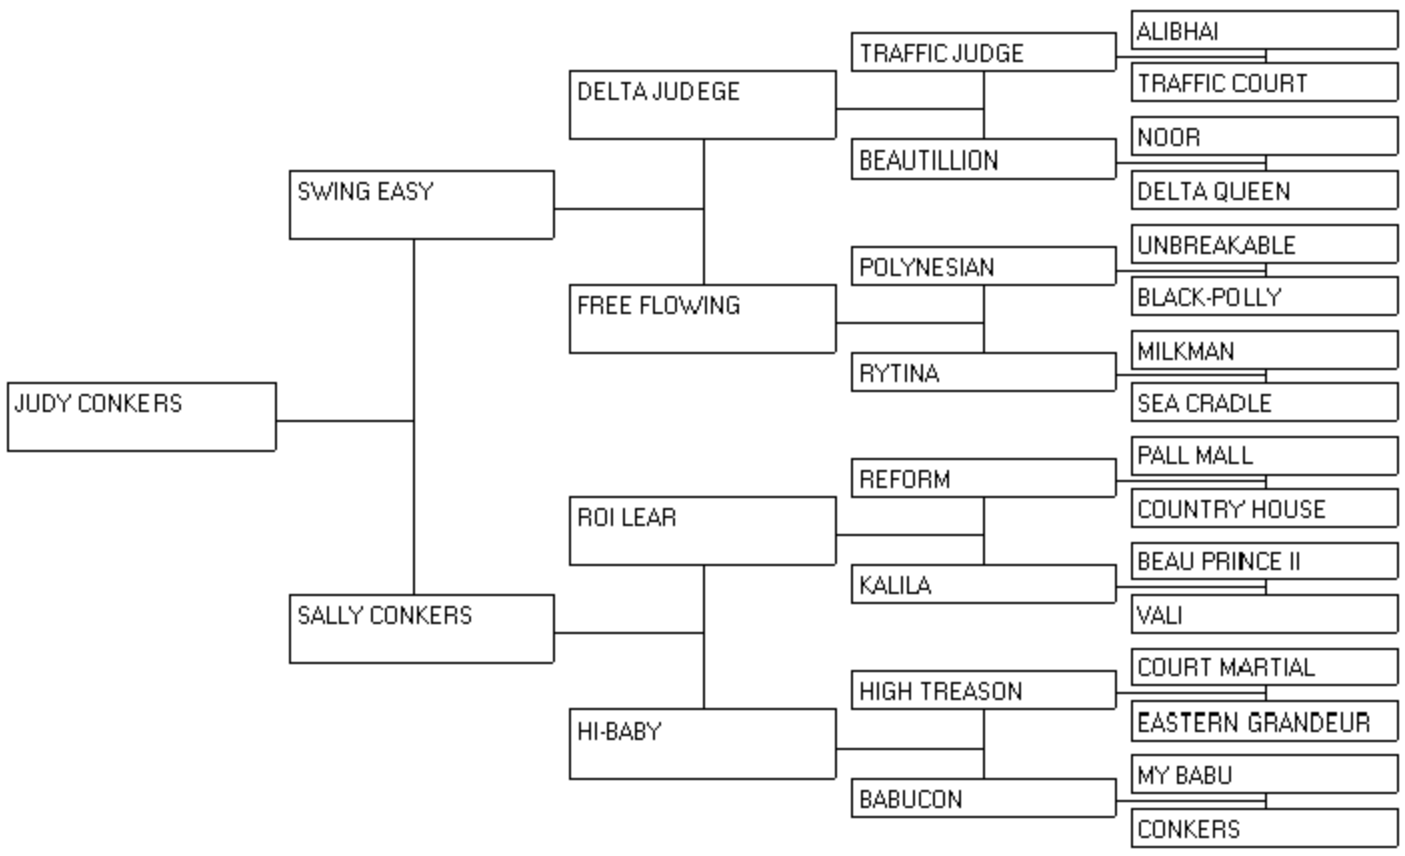 ALIBHAI
TRAFFIC JUDGE
TRAFFIC COURT
DELTA JUDEGE
NOOR
BEAUTILLION
DELTA QUEEN
SWING EASY
UNBREAKABLE
POLYNESIAN
BLACK-POLLY
FREE FLOWING
MILKMAN
RYTINA
SEA CRADLE
JUDY CONKERS
PALL MALL
REFORM
COUNTRY HOUSE
ROI LEAR
BEAU PRINCE II
KALILA
VALI
SALLY CONKERS
COURT MARTIAL
HIGH TREASON
EASTERN GRANDEUR
HI-BABY
MY BABU
BABUCON
CONKERS